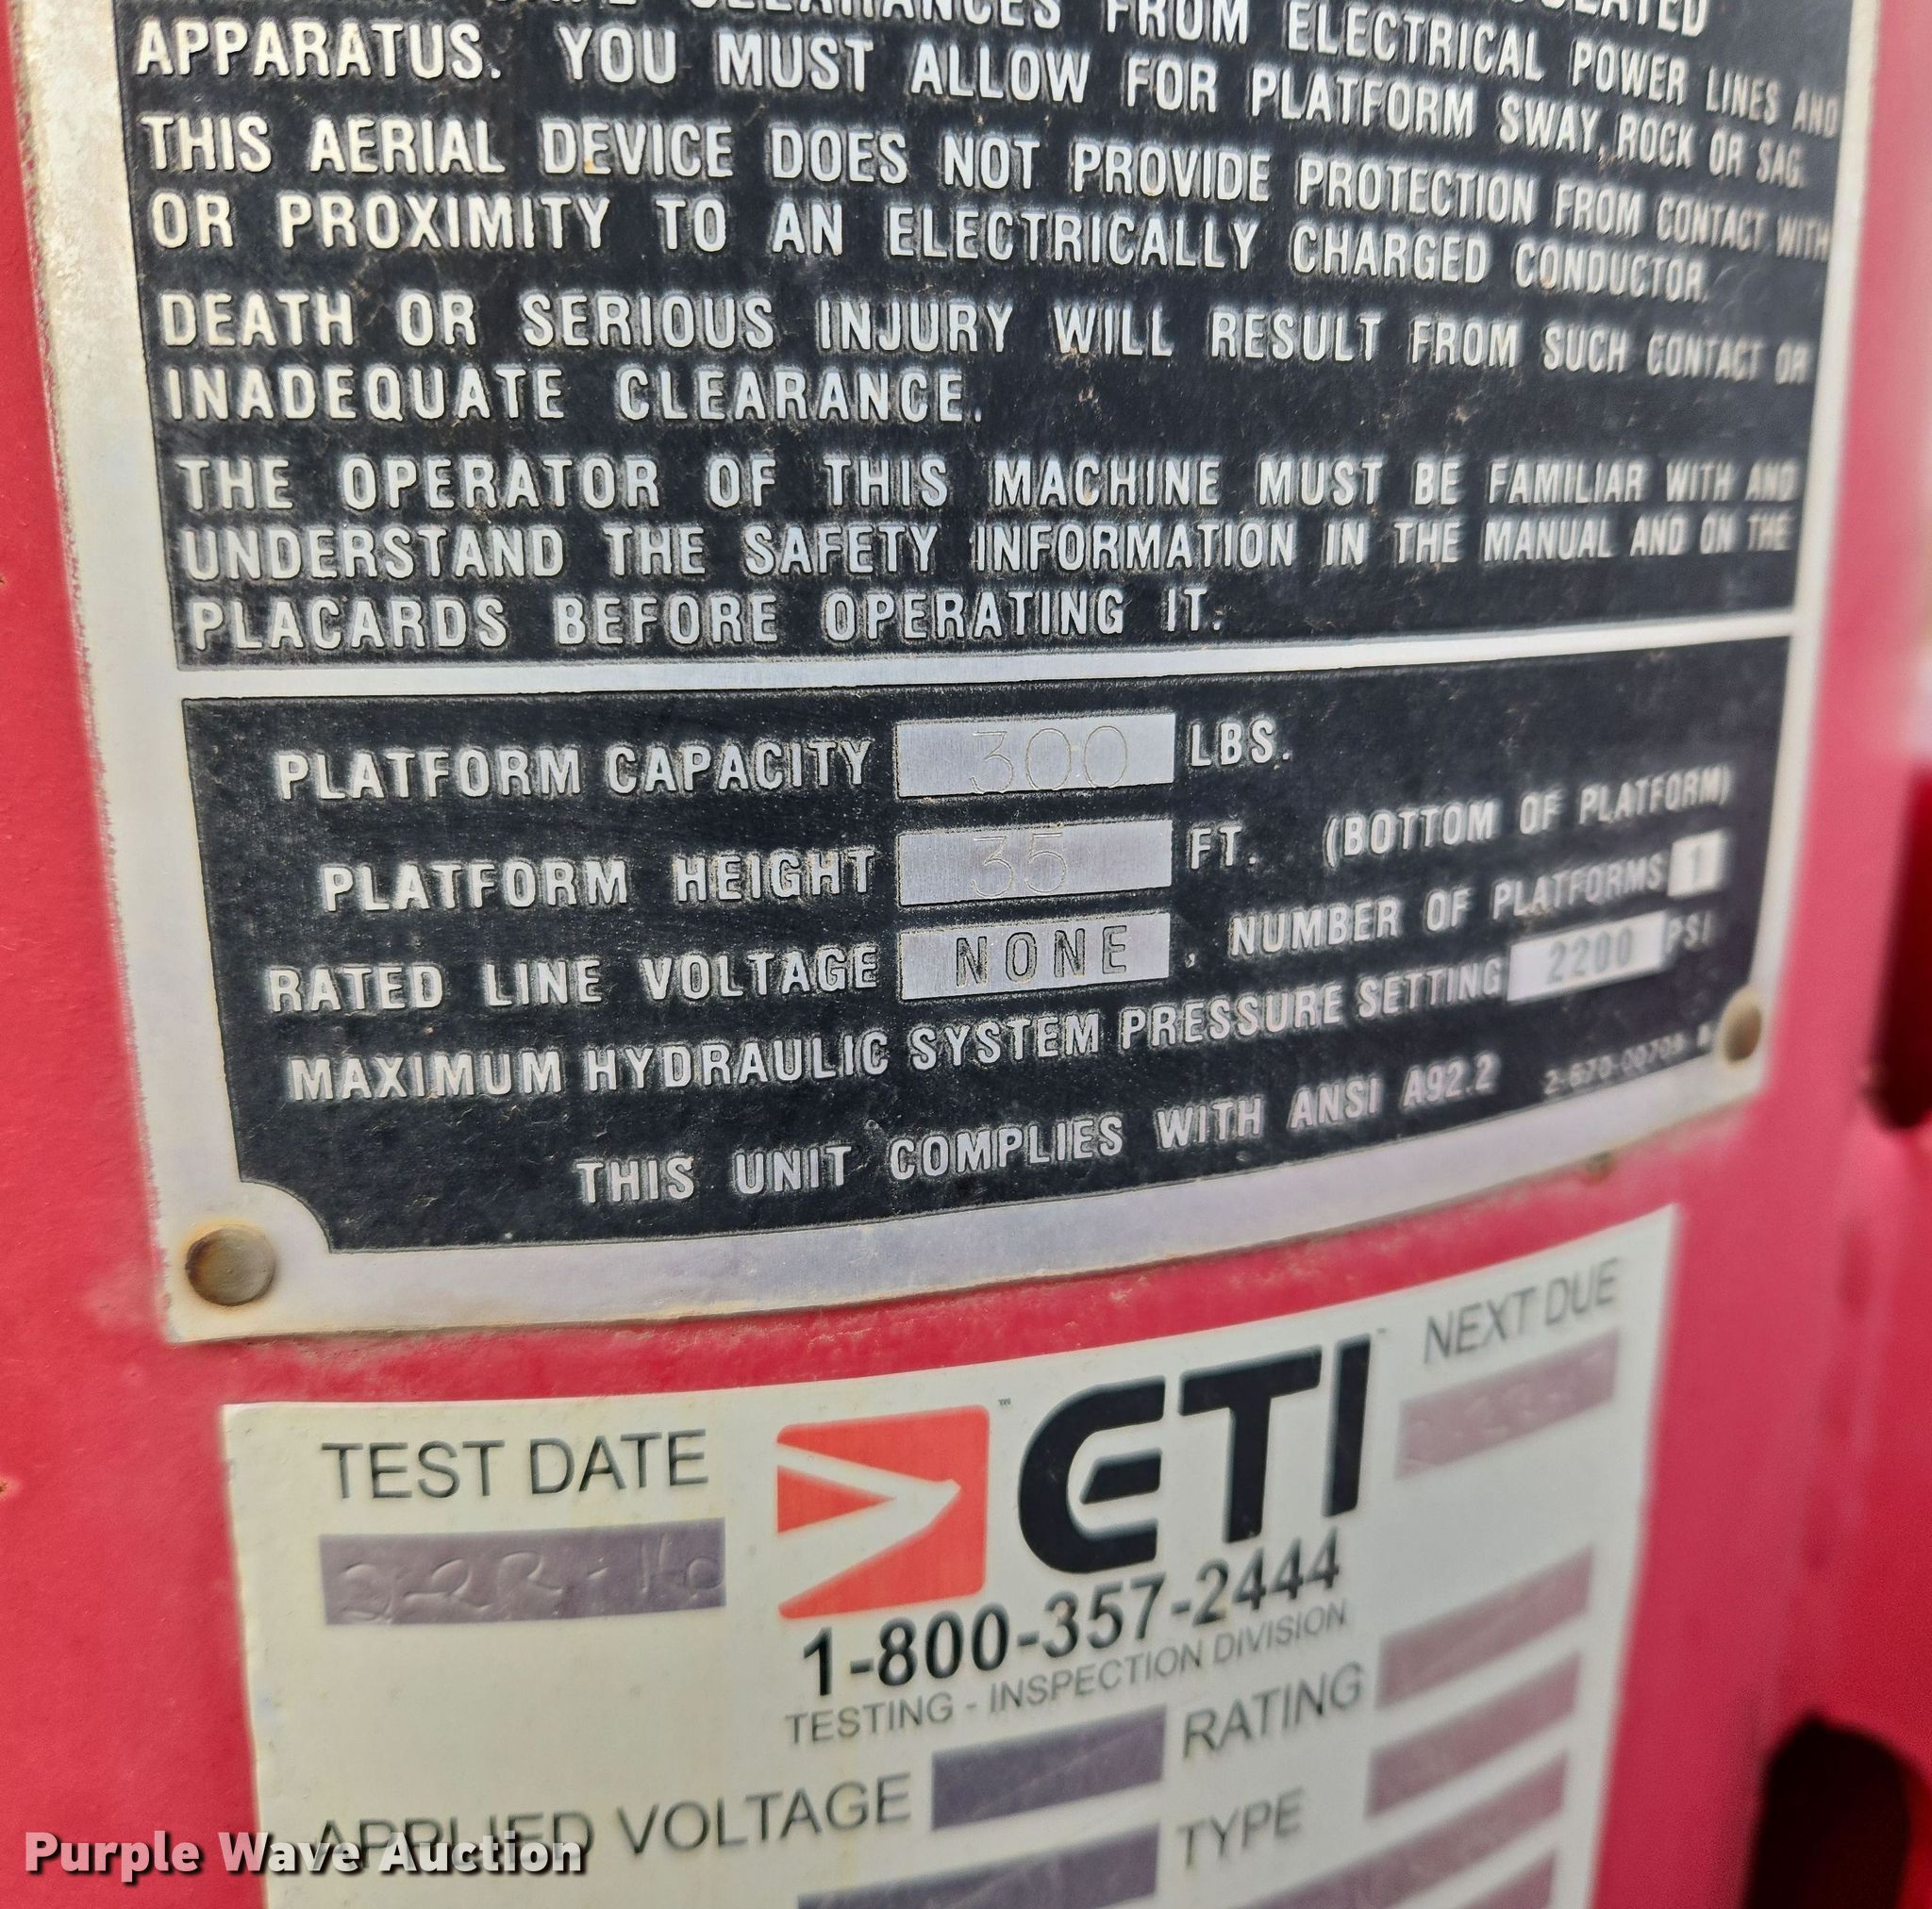 CLEARANCES FROM ELECTRICAL POWER LINES AND
APPARATUS. YOU MUST ALLOW FOR PLATFORM SWAY, ROCK OR SAG.
THIS AERIAL DEVICE DOES NOT PROVIDE PROTECTION FROM CONTACT WITH
OR PROXIMITY TO AN ELECTRICALLY CHARGED CONDUCTOR.
DEATH OR SERIOUS INJURY WILL RESULT FROM SUCH CONTACT OR
INADEQUATE CLEARANCE.
THE OPERATOR OF THIS MACHINE MUST BE FAMILIAR WITH AND
UNDERSTAND THE SAFETY INFORMATION IN THE MANUAL AND ON THE
PLACARDS BEFORE OPERATING IT.
PLATFORM CAPACITY 300 LBS.
PLATFORM HEIGHT 35 FT. (BOTTOM OF PLATFORM)
RATED LINE VOLTAGE NONE, NUMBER OF PLATFORMS 1
MAXIMUM HYDRAULIC SYSTEM PRESSURE SETTING 2200 PSI
THIS UNIT COMPLIES WITH ANSI A92.2
TEST DATE
ETI
NEXT DUE
1-800-357-2444
TESTING - INSPECTION DIVISION
APPLIED VOLTAGE
RATING
TYPE
Purple Wave Auction